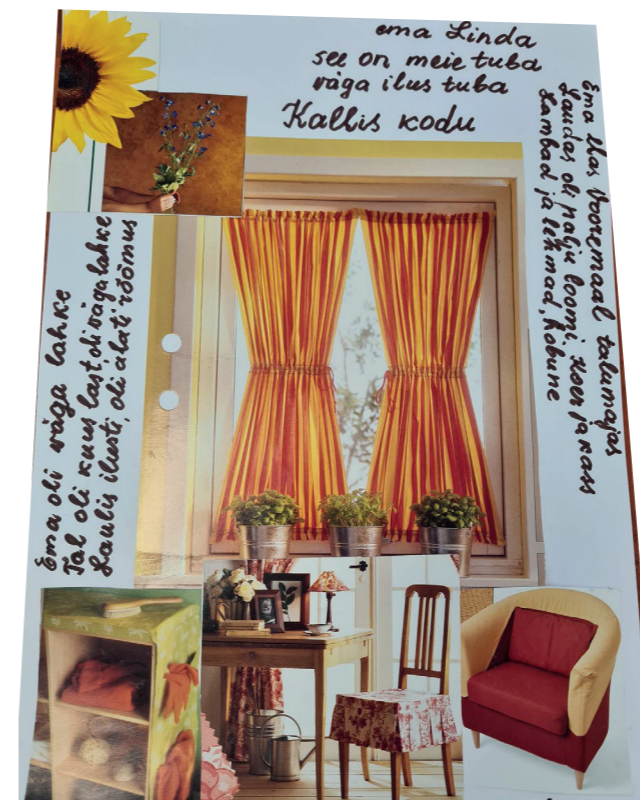 ema Linda
see on meie tuba
väga ilus tuba
Kallis kodu
Ema elas Vooremaal talumajas
Laudas oli palju loomi, koer ja kass
Lambad ja lehmad, hobune
Ema oli väga lahke
Tal oli kuus last, oli väga lahke
Laulis ilusti, oli alati rõõmus